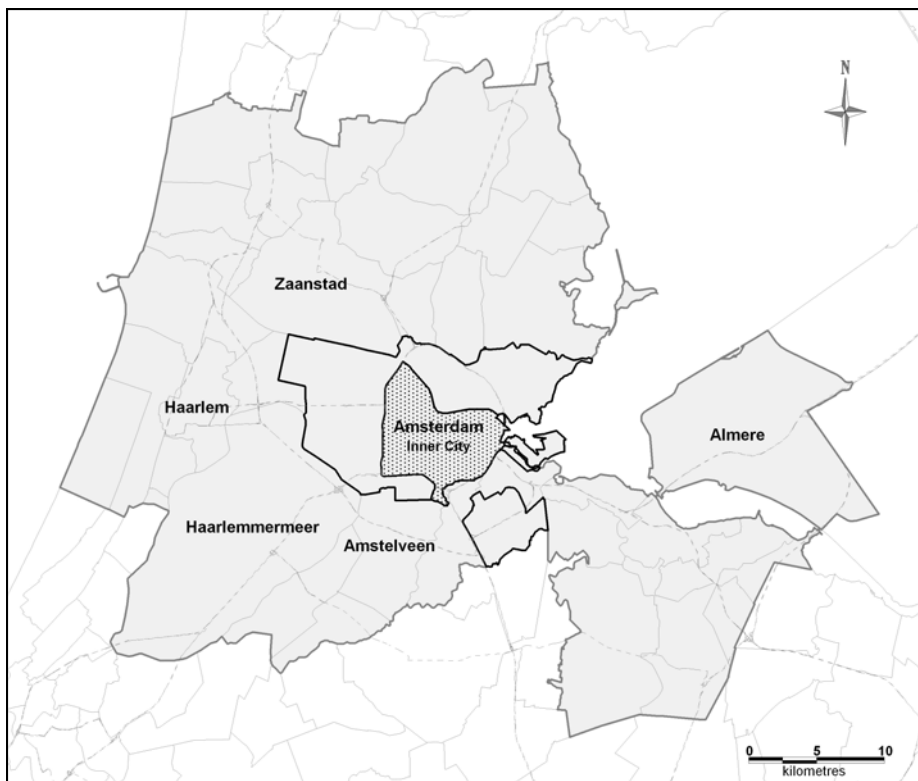 N
Zaanstad
Haarlem
Amsterdam
Inner City
Almere
Haarlemmermeer
Amstelveen
0 5 10
kilometres